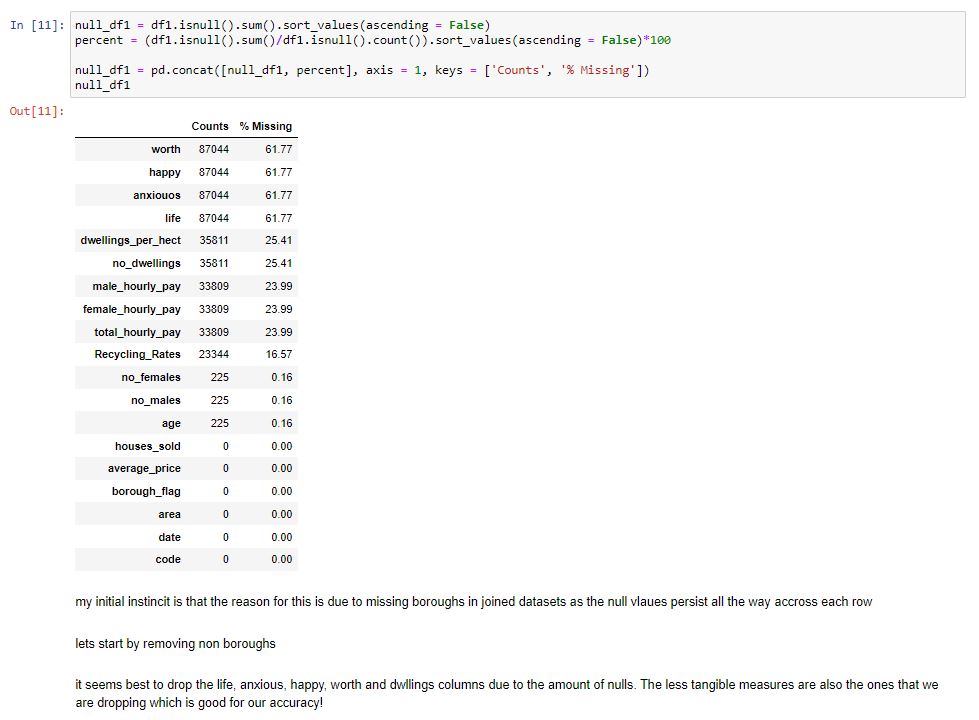 In [11]: null_df1 = df1.isnull().sum().sort_values(ascending = False)
percent = (df1.isnull().sum()/df1.isnull().count()).sort_values(ascending = False)*100
null_df1 = pd.concat([null_df1, percent], axis = 1, keys = ['Counts', '% Missing'])
null_df1
Out[11]:
Counts % Missing
worth 87044 61.77
happy 87044 61.77
anxiouos 87044 61.77
life 87044 61.77
dwellings_per_hect 35811 25.41
no_dwellings 35811 25.41
male_hourly_pay 33809 23.99
female_hourly_pay 33809 23.99
total_hourly_pay 33809 23.99
Recycling_Rates 23344 16.57
no_females 225 0.16
no_males 225 0.16
age 225 0.16
houses_sold 0 0.00
average_price 0 0.00
borough_flag 0 0.00
area 0 0.00
date 0 0.00
code 0 0.00
my initial instincit is that the reason for this is due to missing boroughs in joined datasets as the null vlaues persist all the way accross each row
lets start by removing non boroughs
it seems best to drop the life, anxious, happy, worth and dwllings columns due to the amount of nulls. The less tangible measures are also the ones that we
are dropping which is good for our accuracy!